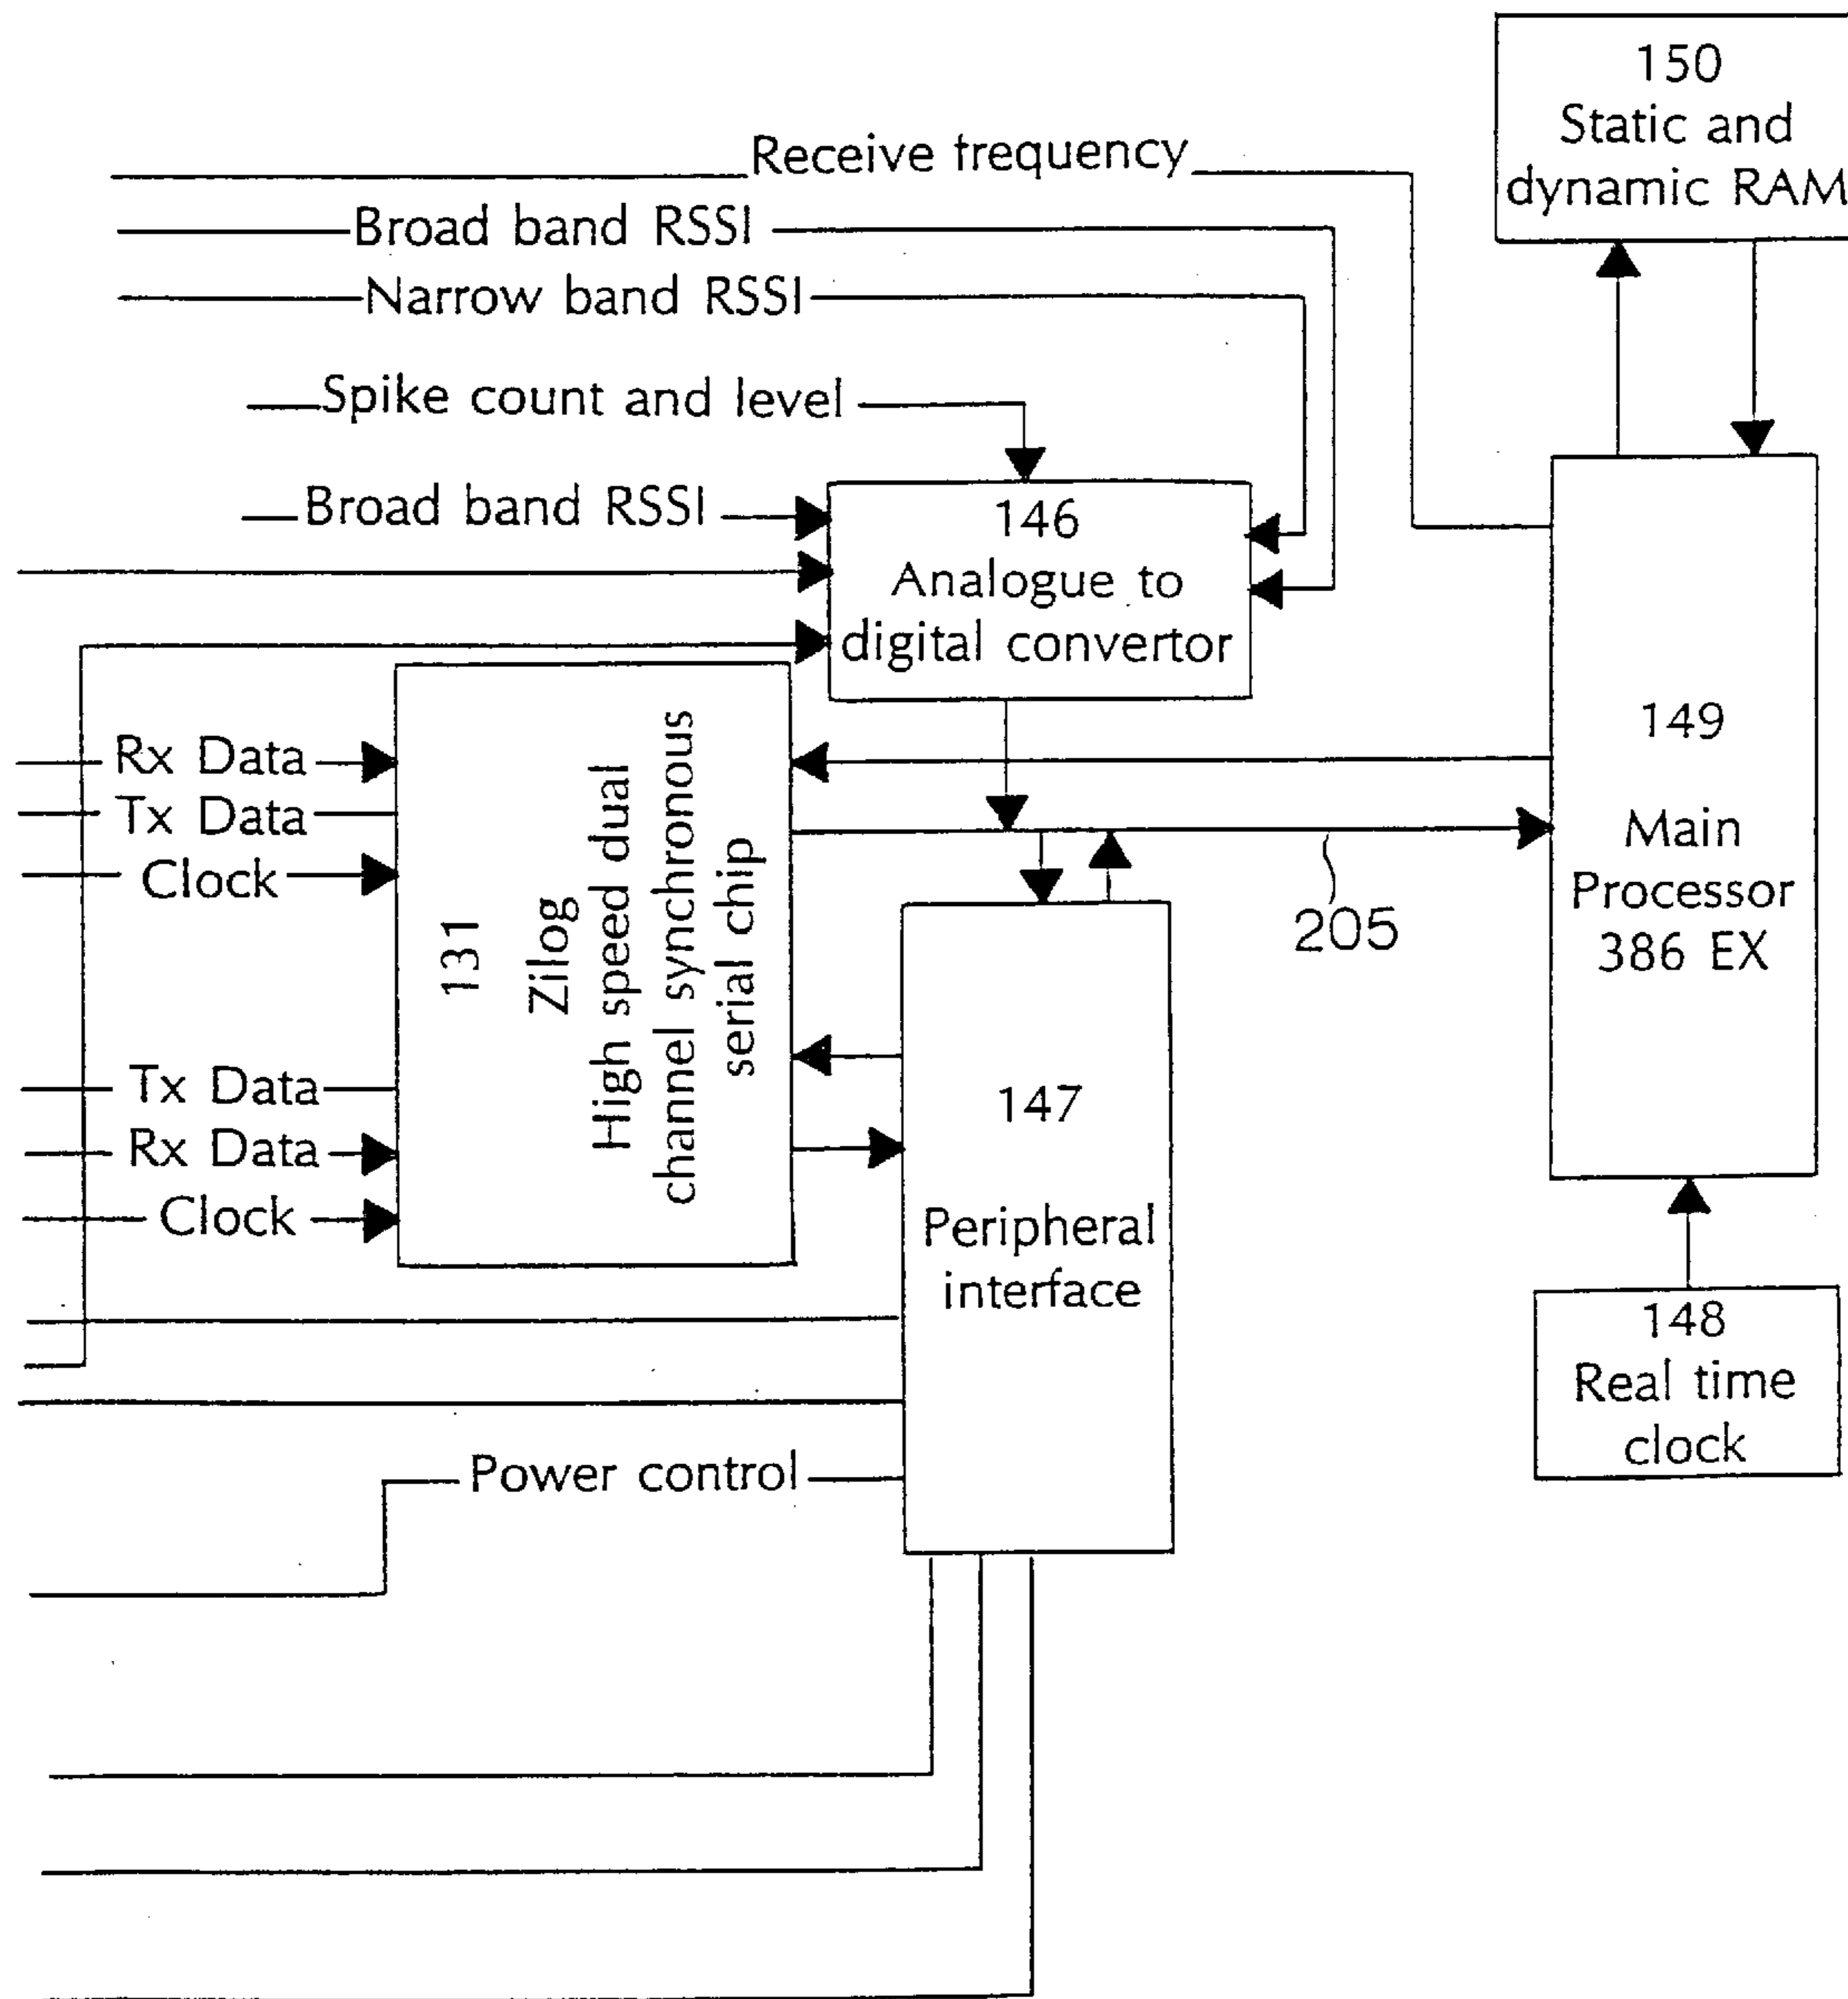 150
Static and
dynamic RAM
Receive frequency
Broad band RSSI
Narrow band RSSI
Spike count and level
Broad band RSSI
146
Analogue to
digital convertor
Rx Data
Tx Data
Clock
Tx Data
Rx Data
Clock
131
Zilog
High speed dual
channel synchronous
serial chip
149
Main
Processor
386 EX
205
147
Peripheral
interface
148
Real time
clock
Power control